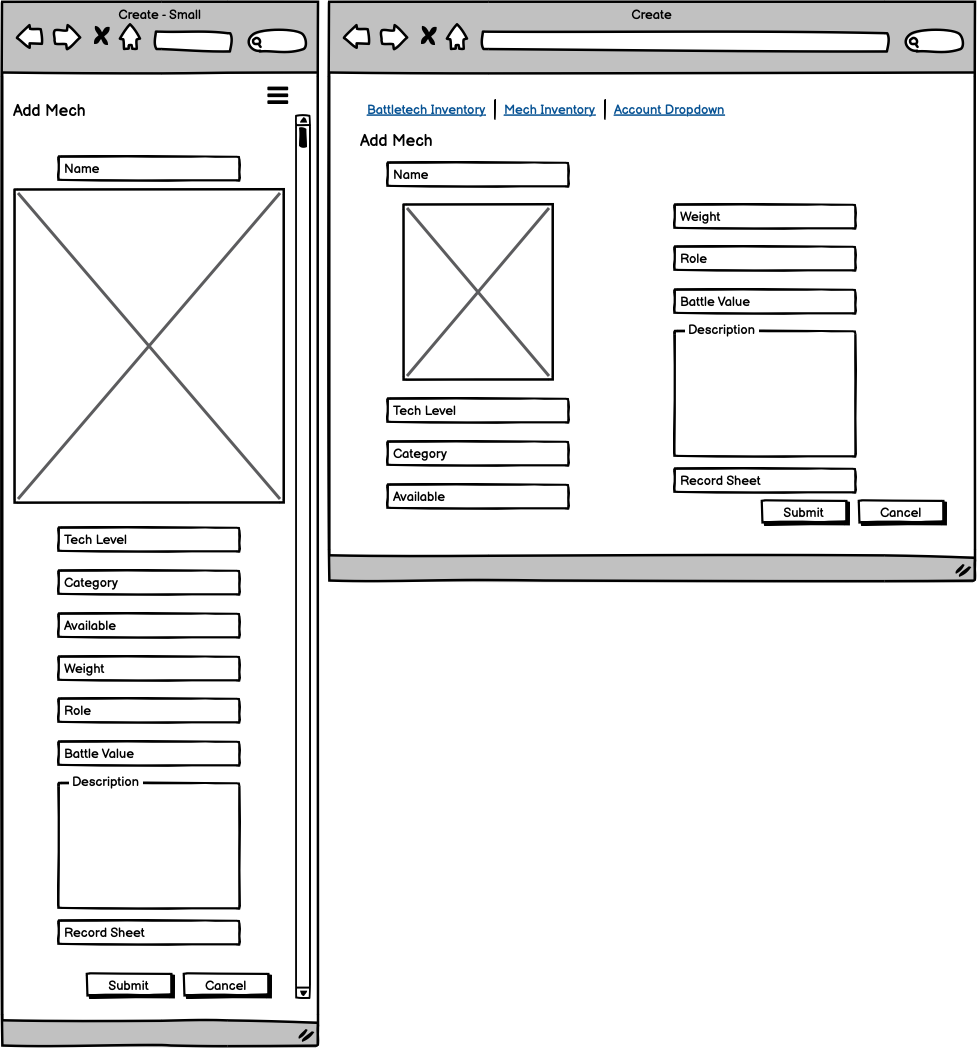 Create - Small
Add Mech
Name
Tech Level
Category
Available
Weight
Role
Battle Value
Description
Record Sheet
Submit Cancel
Create
Battletech Inventory Mech Inventory Account Dropdown
Add Mech
Name
Tech Level
Category
Available
Weight
Role
Battle Value
Description
Record Sheet
Submit Cancel